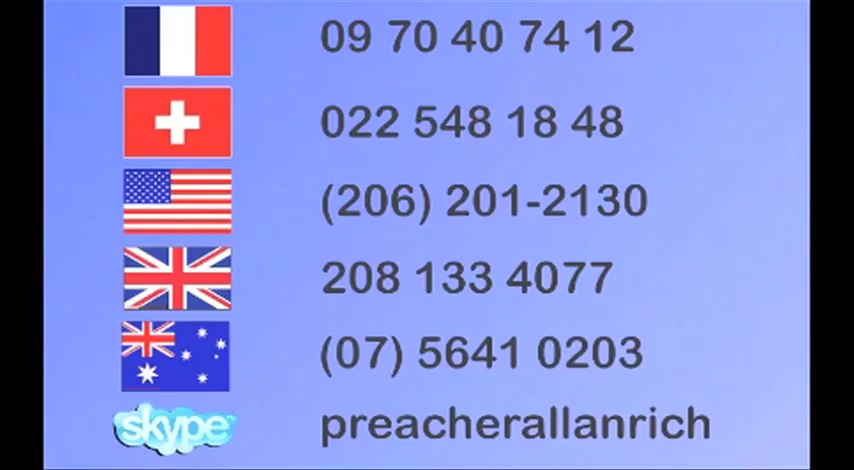 09 70 40 74 12
022 548 18 48
(206) 201-2130
208 133 4077
(07) 5641 0203
skype™ preacherallanrich